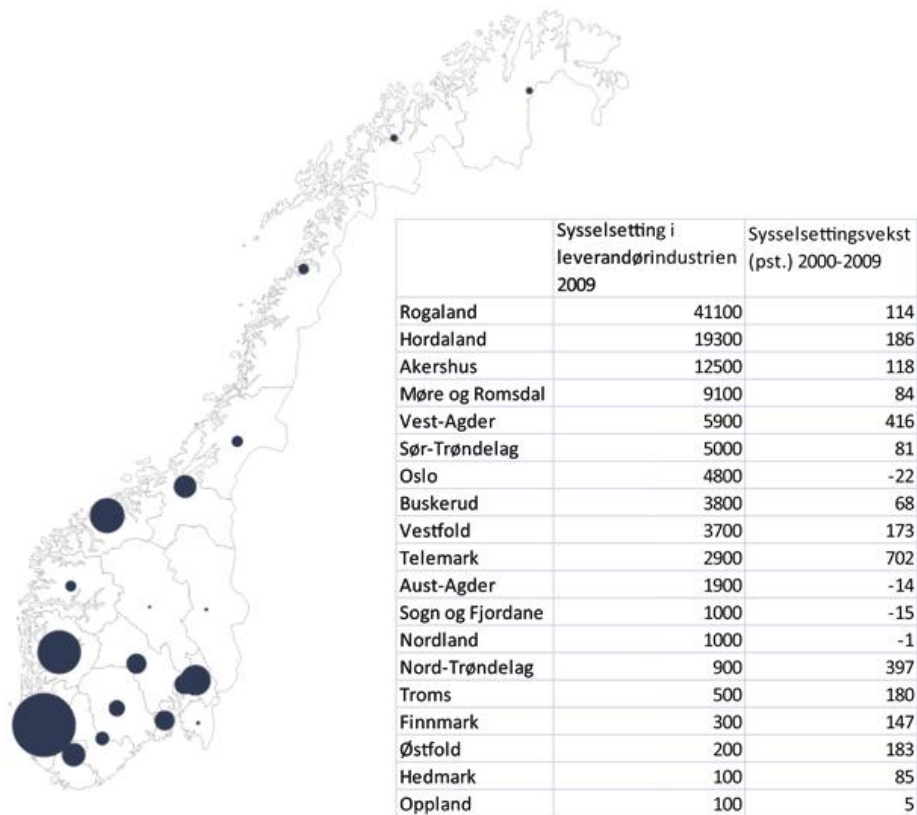 Sysselsetting i leverandørindustrien 2009 Sysselsettingsvekst (pst.) 2000-2009
Rogaland 41100 114
Hordaland 19300 186
Akershus 12500 118
Møre og Romsdal 9100 84
Vest-Agder 5900 416
Sør-Trøndelag 5000 81
Oslo 4800 -22
Buskerud 3800 68
Vestfold 3700 173
Telemark 2900 702
Aust-Agder 1900 -14
Sogn og Fjordane 1000 -15
Nordland 1000 -1
Nord-Trøndelag 900 397
Troms 500 180
Finnmark 300 147
Østfold 200 183
Hedmark 100 85
Oppland 100 5